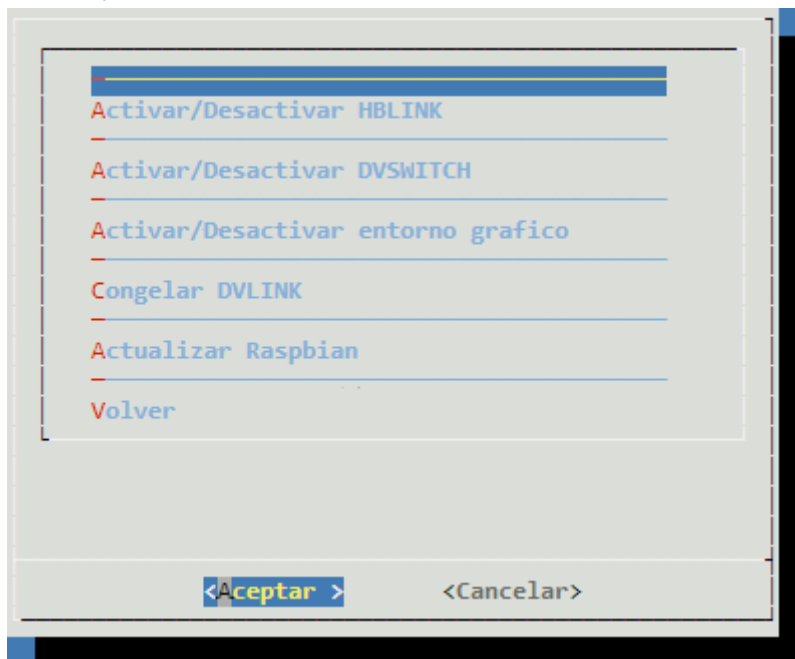 Activar/Desactivar HBLINK
Activar/Desactivar DVSWITCH
Activar/Desactivar entorno grafico
Congelar DVLINK
Actualizar Raspbian
Volver
<Aceptar > <Cancelar>